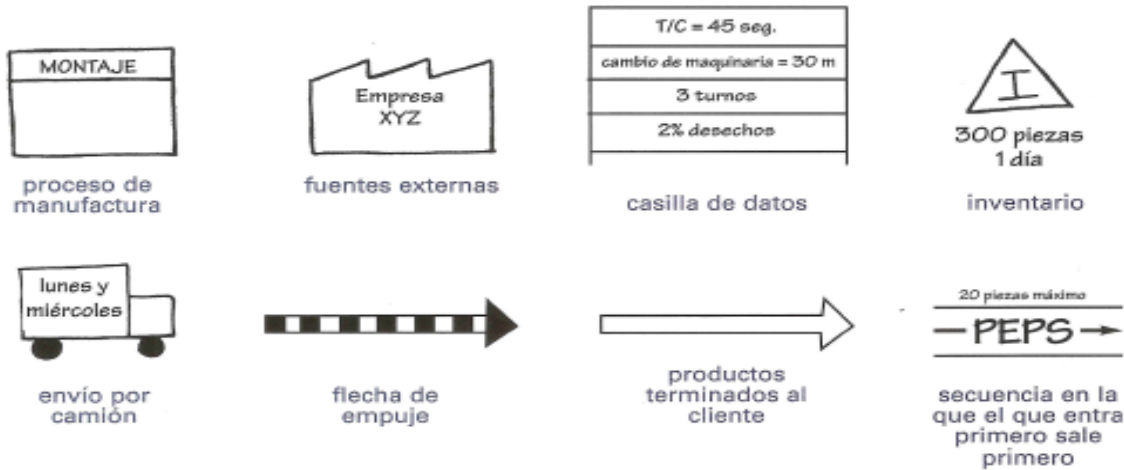 MONTAJE
proceso de
manufactura
Empresa
XYZ
fuentes externas
T/C = 45 seg.
cambio de maquinaria = 30 m
3 turnos
2% desechos
casilla de datos
I
300 piezas
1 día
inventario
lunes y
miércoles
envío por
camión
flecha de
empuje
productos
terminados al
cliente
20 piezas máximo
PEPS
secuencia en la
que el que entra
primero sale
primero